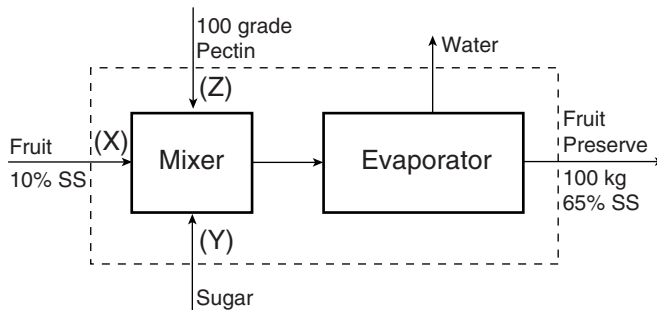 100 grade
Pectin
Water
(Z)
Fruit
(X)
Mixer
Evaporator
Fruit
Preserve
10% SS
100 kg
65% SS
(Y)
Sugar